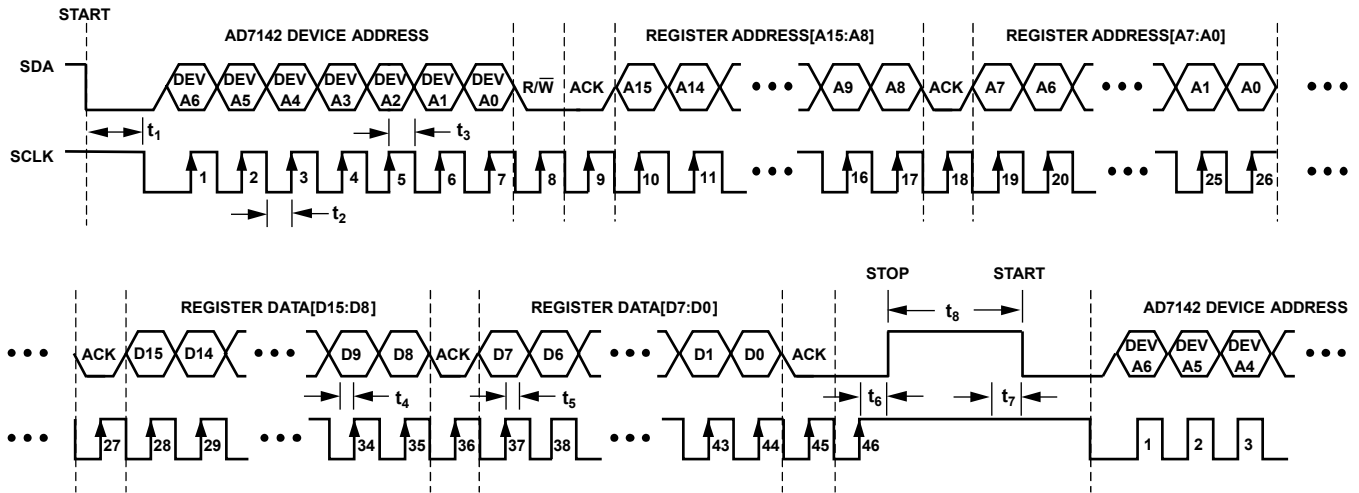 START
AD7142 DEVICE ADDRESS REGISTER ADDRESS[A15:A8] REGISTER ADDRESS[A7:A0]
SDA DEV A6 DEV A5 DEV A4 DEV A3 DEV A2 DEV A1 DEV A0 R/W̅ ACK A15 A14 ••• A9 A8 ACK A7 A6 ••• A1 A0 •••
t1 t3
SCLK 1 2 3 4 5 6 7 8 9 10 11 ••• 16 17 18 19 20 ••• 25 26 •••
t2
STOP START
REGISTER DATA[D15:D8] REGISTER DATA[D7:D0] t8 AD7142 DEVICE ADDRESS
••• ACK D15 D14 ••• D9 D8 ACK D7 D6 ••• D1 D0 ACK DEV A6 DEV A5 DEV A4 •••
t4 t5 t6 t7
••• 27 28 29 ••• 34 35 36 37 38 ••• 43 44 45 46 1 2 3 •••